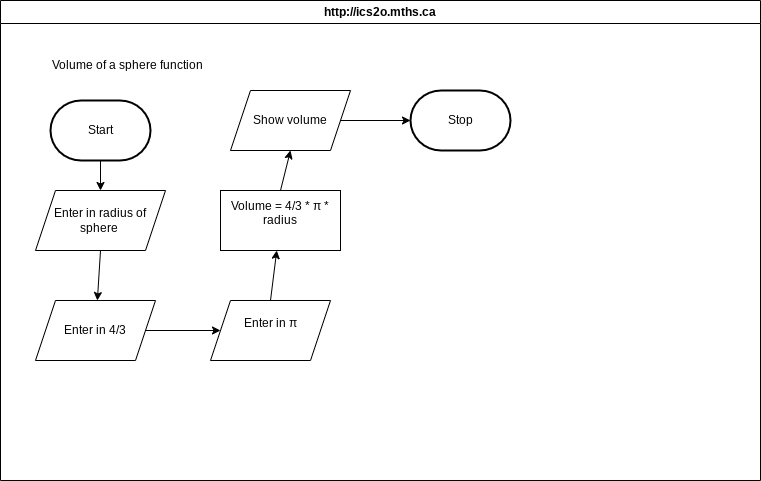 http://ics2o.mths.ca
Volume of a sphere function
Start
Enter in radius of
sphere
Enter in 4/3
Enter in π
Volume = 4/3 * π *
radius
Show volume
Stop